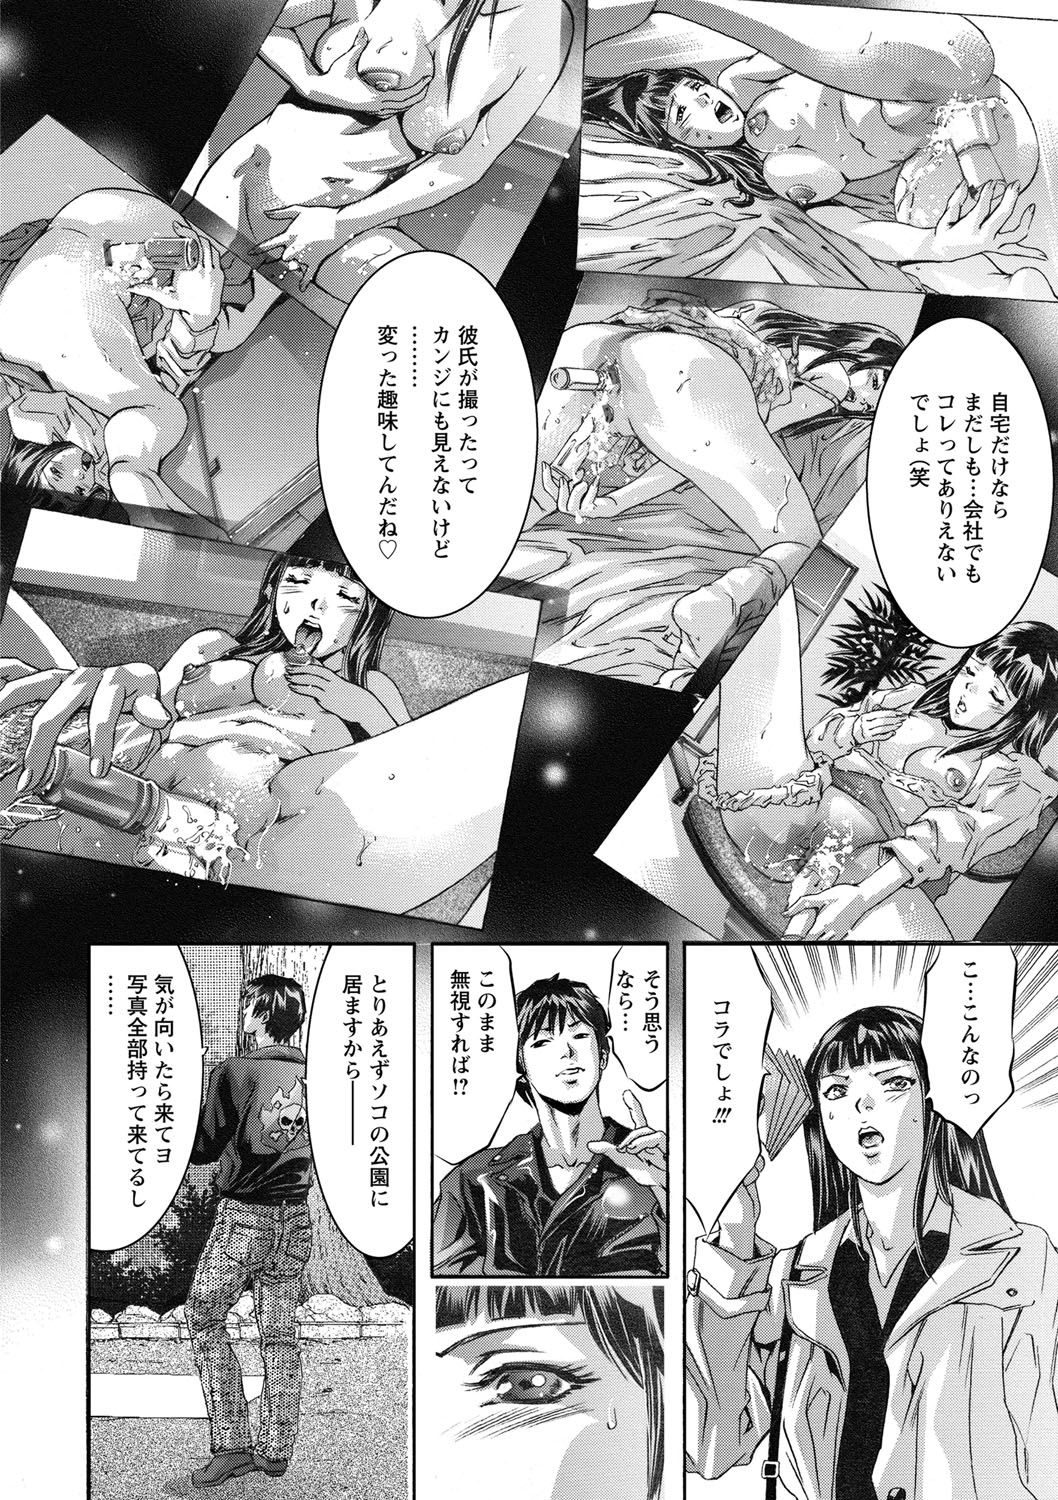 自宅だけなら
まだしも…会社でも
コレってありえない
でしょ(笑
彼氏が撮ったって
カンジにも見えないけど
………
変った趣味してんだね♡
こ…こんなのっ
コラでしょ!!!
そう思う
なら…
このまま
無視すれば!?
とりあえずソコの公園に
居ますから――
気が向いたら来てヨ
写真全部持って来てるし
……